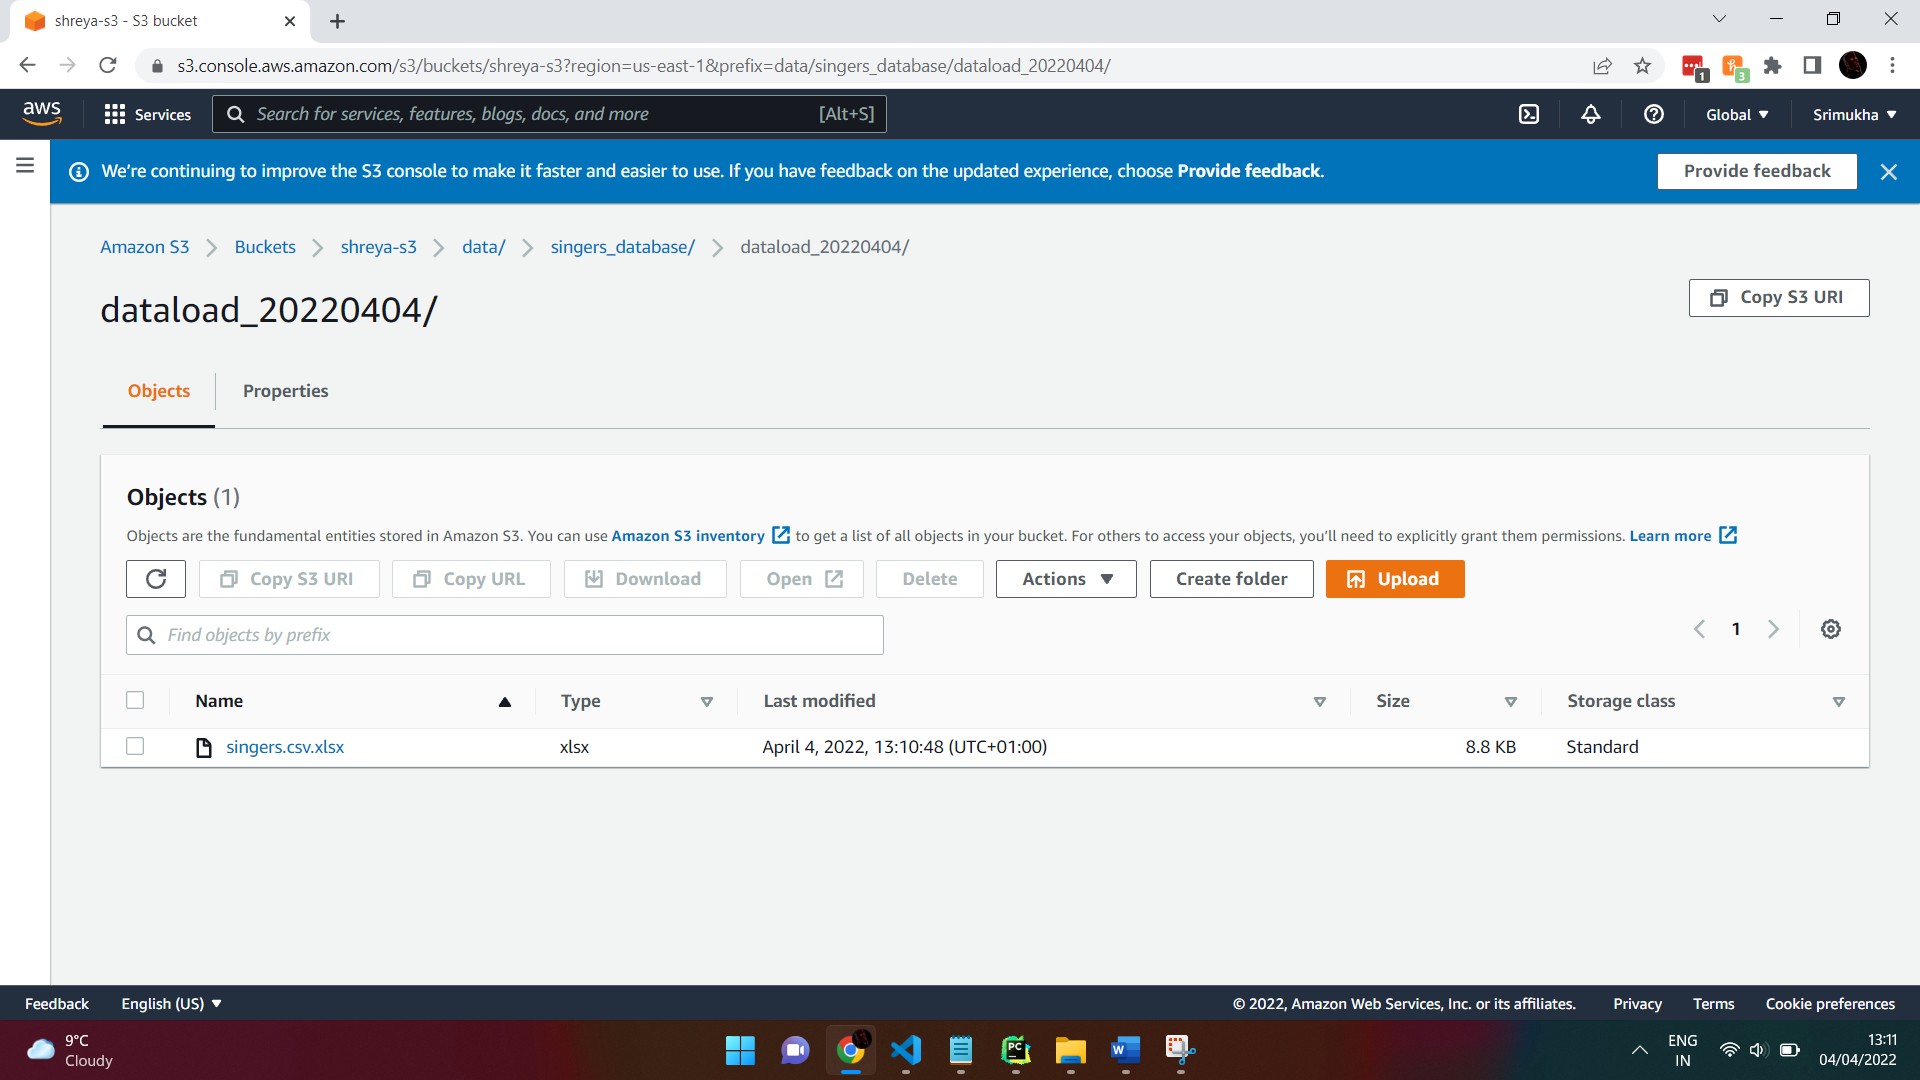 shreya-s3 - S3 bucket
s3.console.aws.amazon.com/s3/buckets/shreya-s3?region=us-east-1&prefix=data/singers_database/dataload_20220404/
1
3
aws
Services
Search for services, features, blogs, docs, and more
[Alt+S]
Global
Srimukha
We're continuing to improve the S3 console to make it faster and easier to use. If you have feedback on the updated experience, choose Provide feedback.
Provide feedback
Amazon S3 > Buckets > shreya-s3 > data/ > singers_database/ > dataload_20220404/
dataload_20220404/
Copy S3 URI
Objects
Properties
Objects (1)
Objects are the fundamental entities stored in Amazon S3. You can use Amazon S3 inventory to get a list of all objects in your bucket. For others to access your objects, you'll need to explicitly grant them permissions. Learn more
Copy S3 URI
Copy URL
Download
Open
Delete
Actions
Create folder
Upload
Find objects by prefix
1
Name
Type
Last modified
Size
Storage class
singers.csv.xlsx
xlsx
April 4, 2022, 13:10:48 (UTC+01:00)
8.8 KB
Standard
Feedback
English (US)
© 2022, Amazon Web Services, Inc. or its affiliates.
Privacy
Terms
Cookie preferences
9°C
Cloudy
PC
W
ENG
IN
13:11
04/04/2022